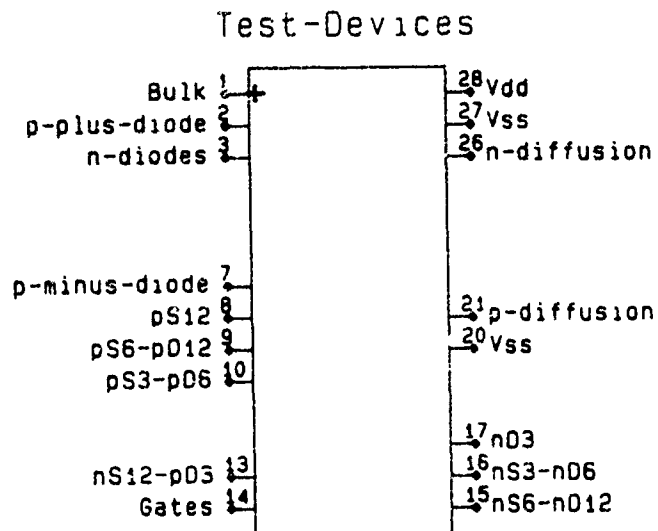 Test-Devices
Bulk 1
p-plus-diode 2
n-diodes 3
p-minus-diode 7
pS12 8
pS6-pD12 9
pS3-pD6 10
nS12-pD3 13
Gates 14
28 Vdd
27 Vss
26 n-diffusion
21 p-diffusion
20 Vss
17 nD3
16 nS3-nD6
15 nS6-nD12